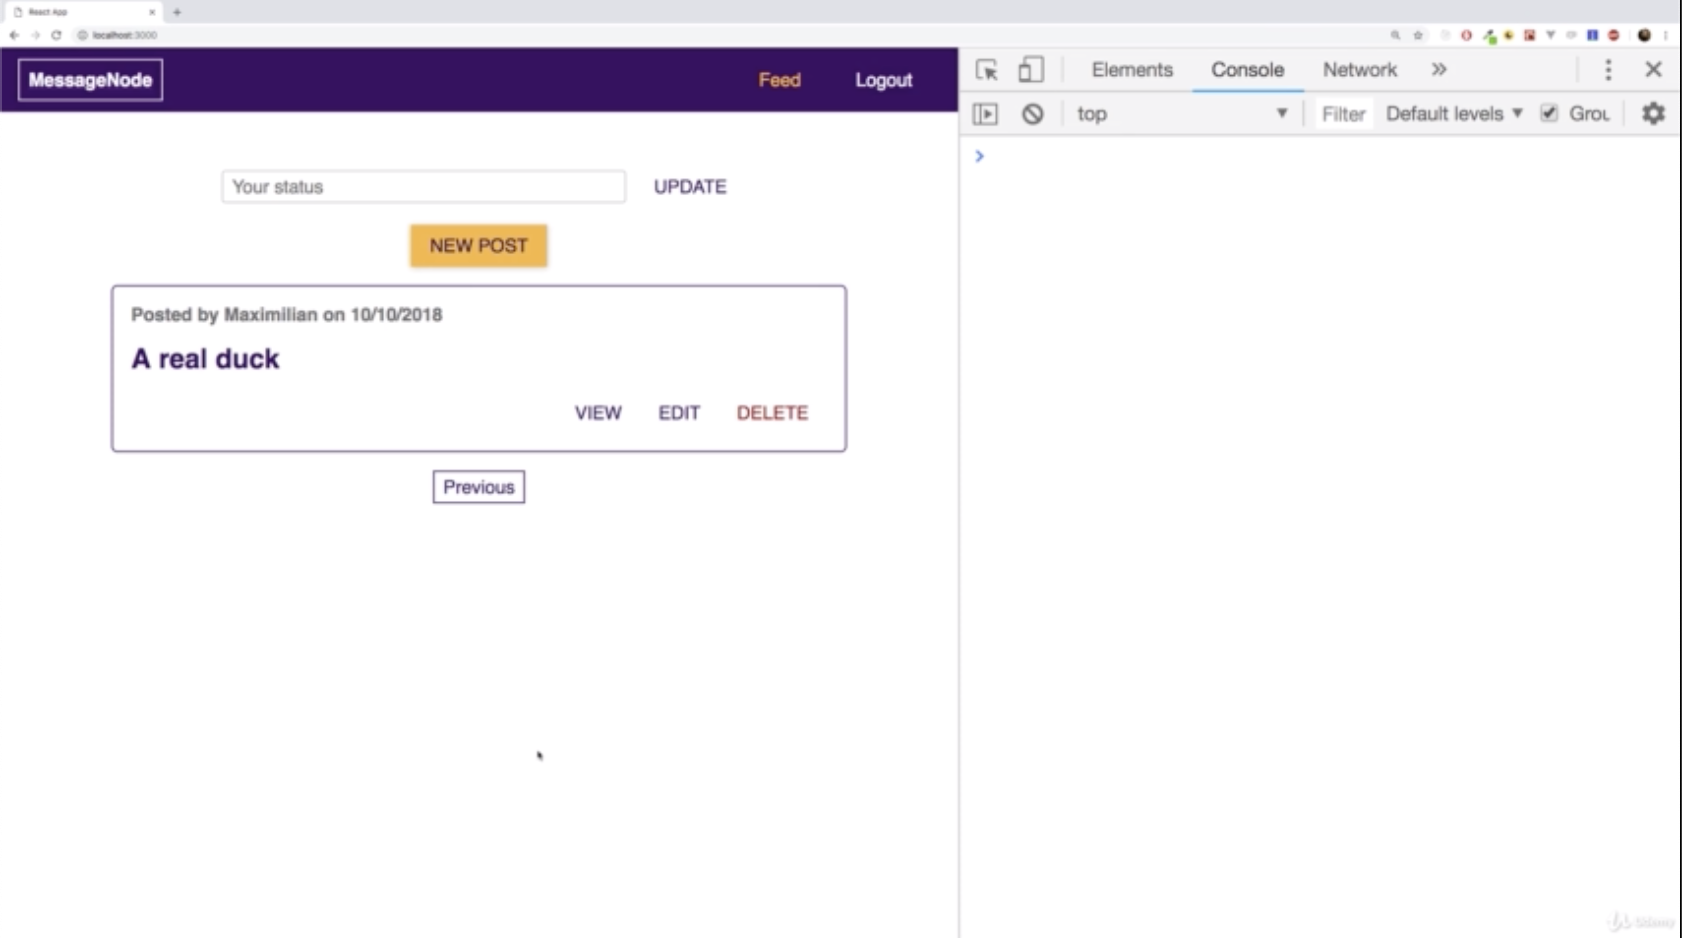 React App
localhost:3000
MessageNode
Feed
Logout
Elements
Console
Network
top
Filter
Default levels
Grou
Your status
UPDATE
NEW POST
Posted by Maximilian on 10/10/2018
A real duck
VIEW
EDIT
DELETE
Previous
Udemy